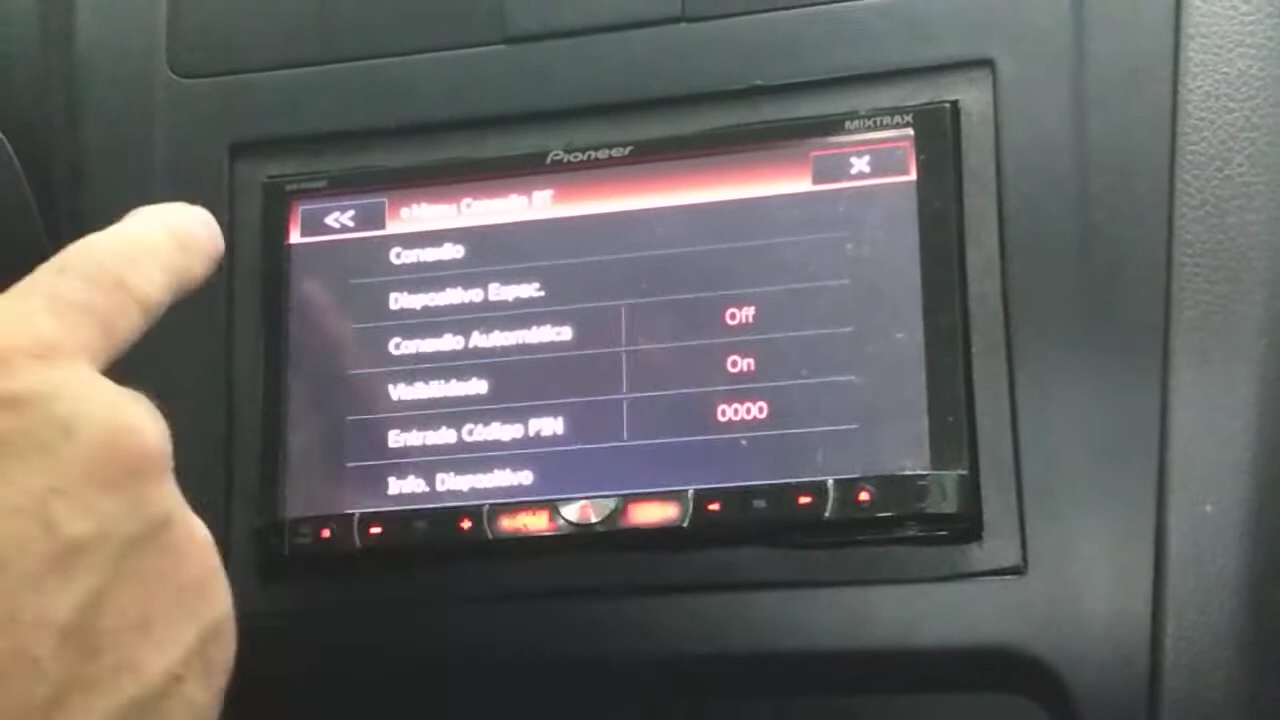 MIXTRAX
Pioneer
Menu Conexão BT
Conexão
Dispositivo Espec.
Conexão Automática Off
Visibilidade On
Entrada Código PIN 0000
Info. Dispositivo